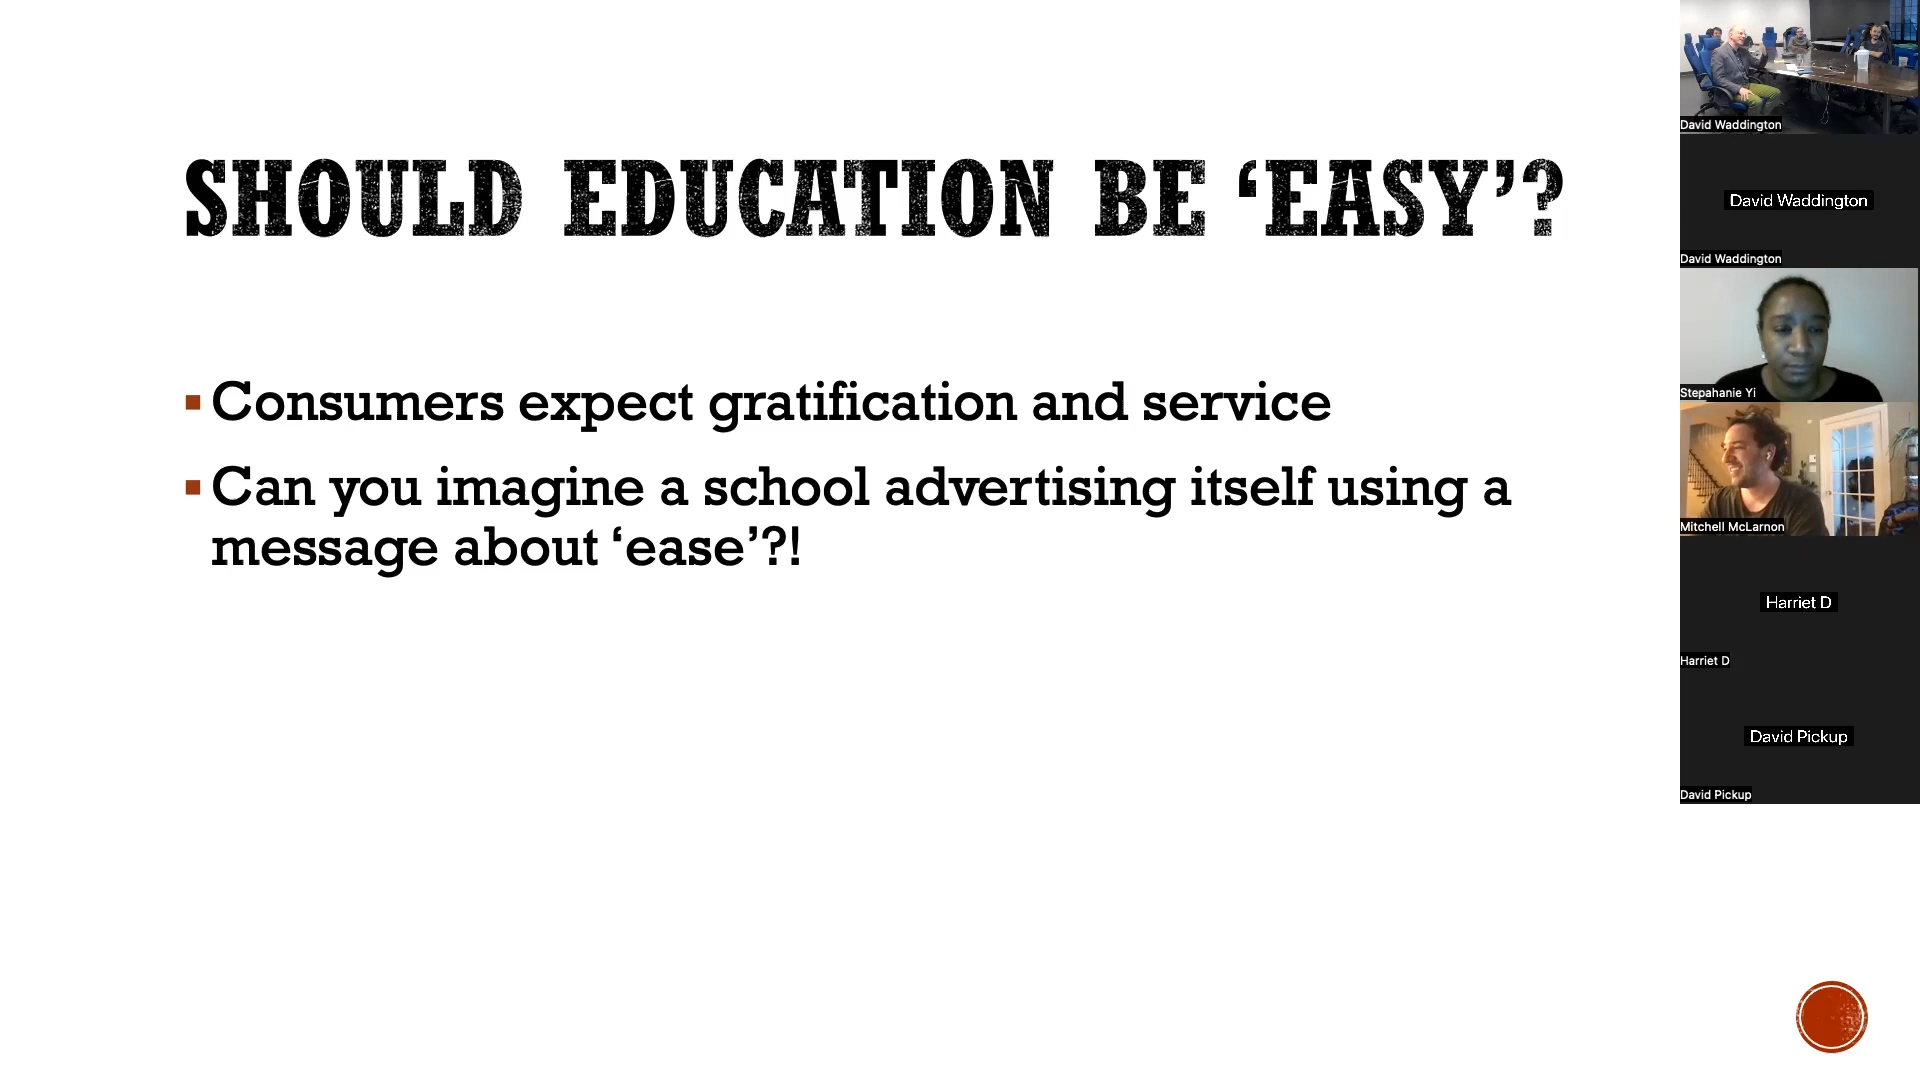 SHOULD EDUCATION BE ‘EASY’?
Consumers expect gratification and service
Can you imagine a school advertising itself using a
message about ‘ease’?!
David Waddington
David Waddington
David Waddington
Stepahanie Yi
Mitchell McLarnon
Harriet D
Harriet D
David Pickup
David Pickup